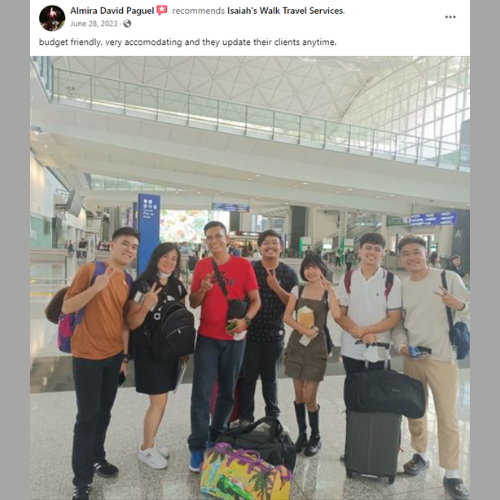 Almira David Paguel recommends Isaiah's Walk Travel Services.
June 28, 2023
budget friendly, very accomodating and they update their clients anytime.